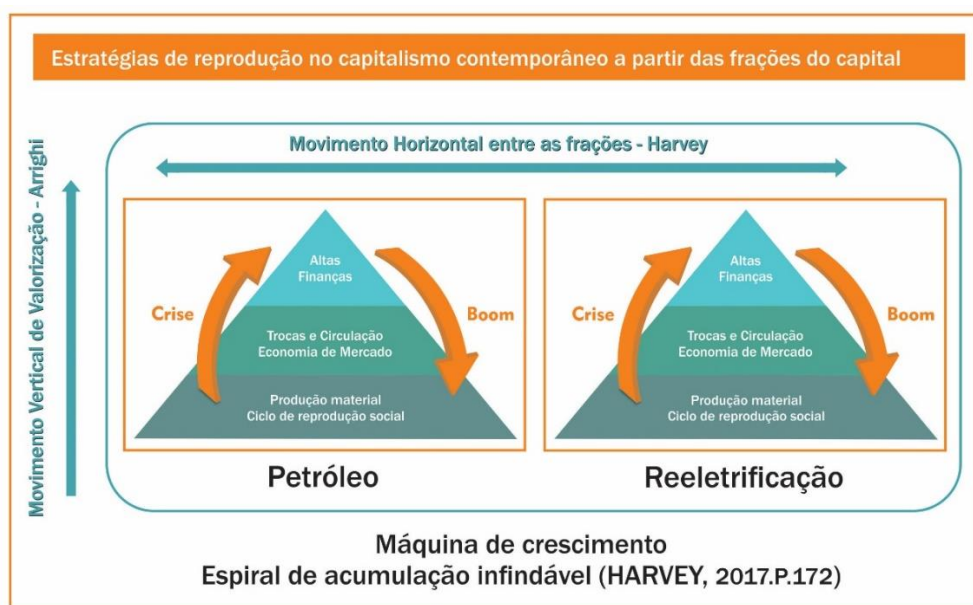 Estratégias de reprodução no capitalismo contemporâneo a partir das frações do capital
Movimento Vertical de Valorização - Arrighi
Movimento Horizontal entre as frações - Harvey
Altas
Finanças
Crise
Boom
Trocas e Circulação
Economia de Mercado
Produção material
Ciclo de reprodução social
Petróleo
Altas
Finanças
Crise
Boom
Trocas e Circulação
Economia de Mercado
Produção material
Ciclo de reprodução social
Reeletrificação
Máquina de crescimento
Espiral de acumulação infindável (HARVEY, 2017.P.172)